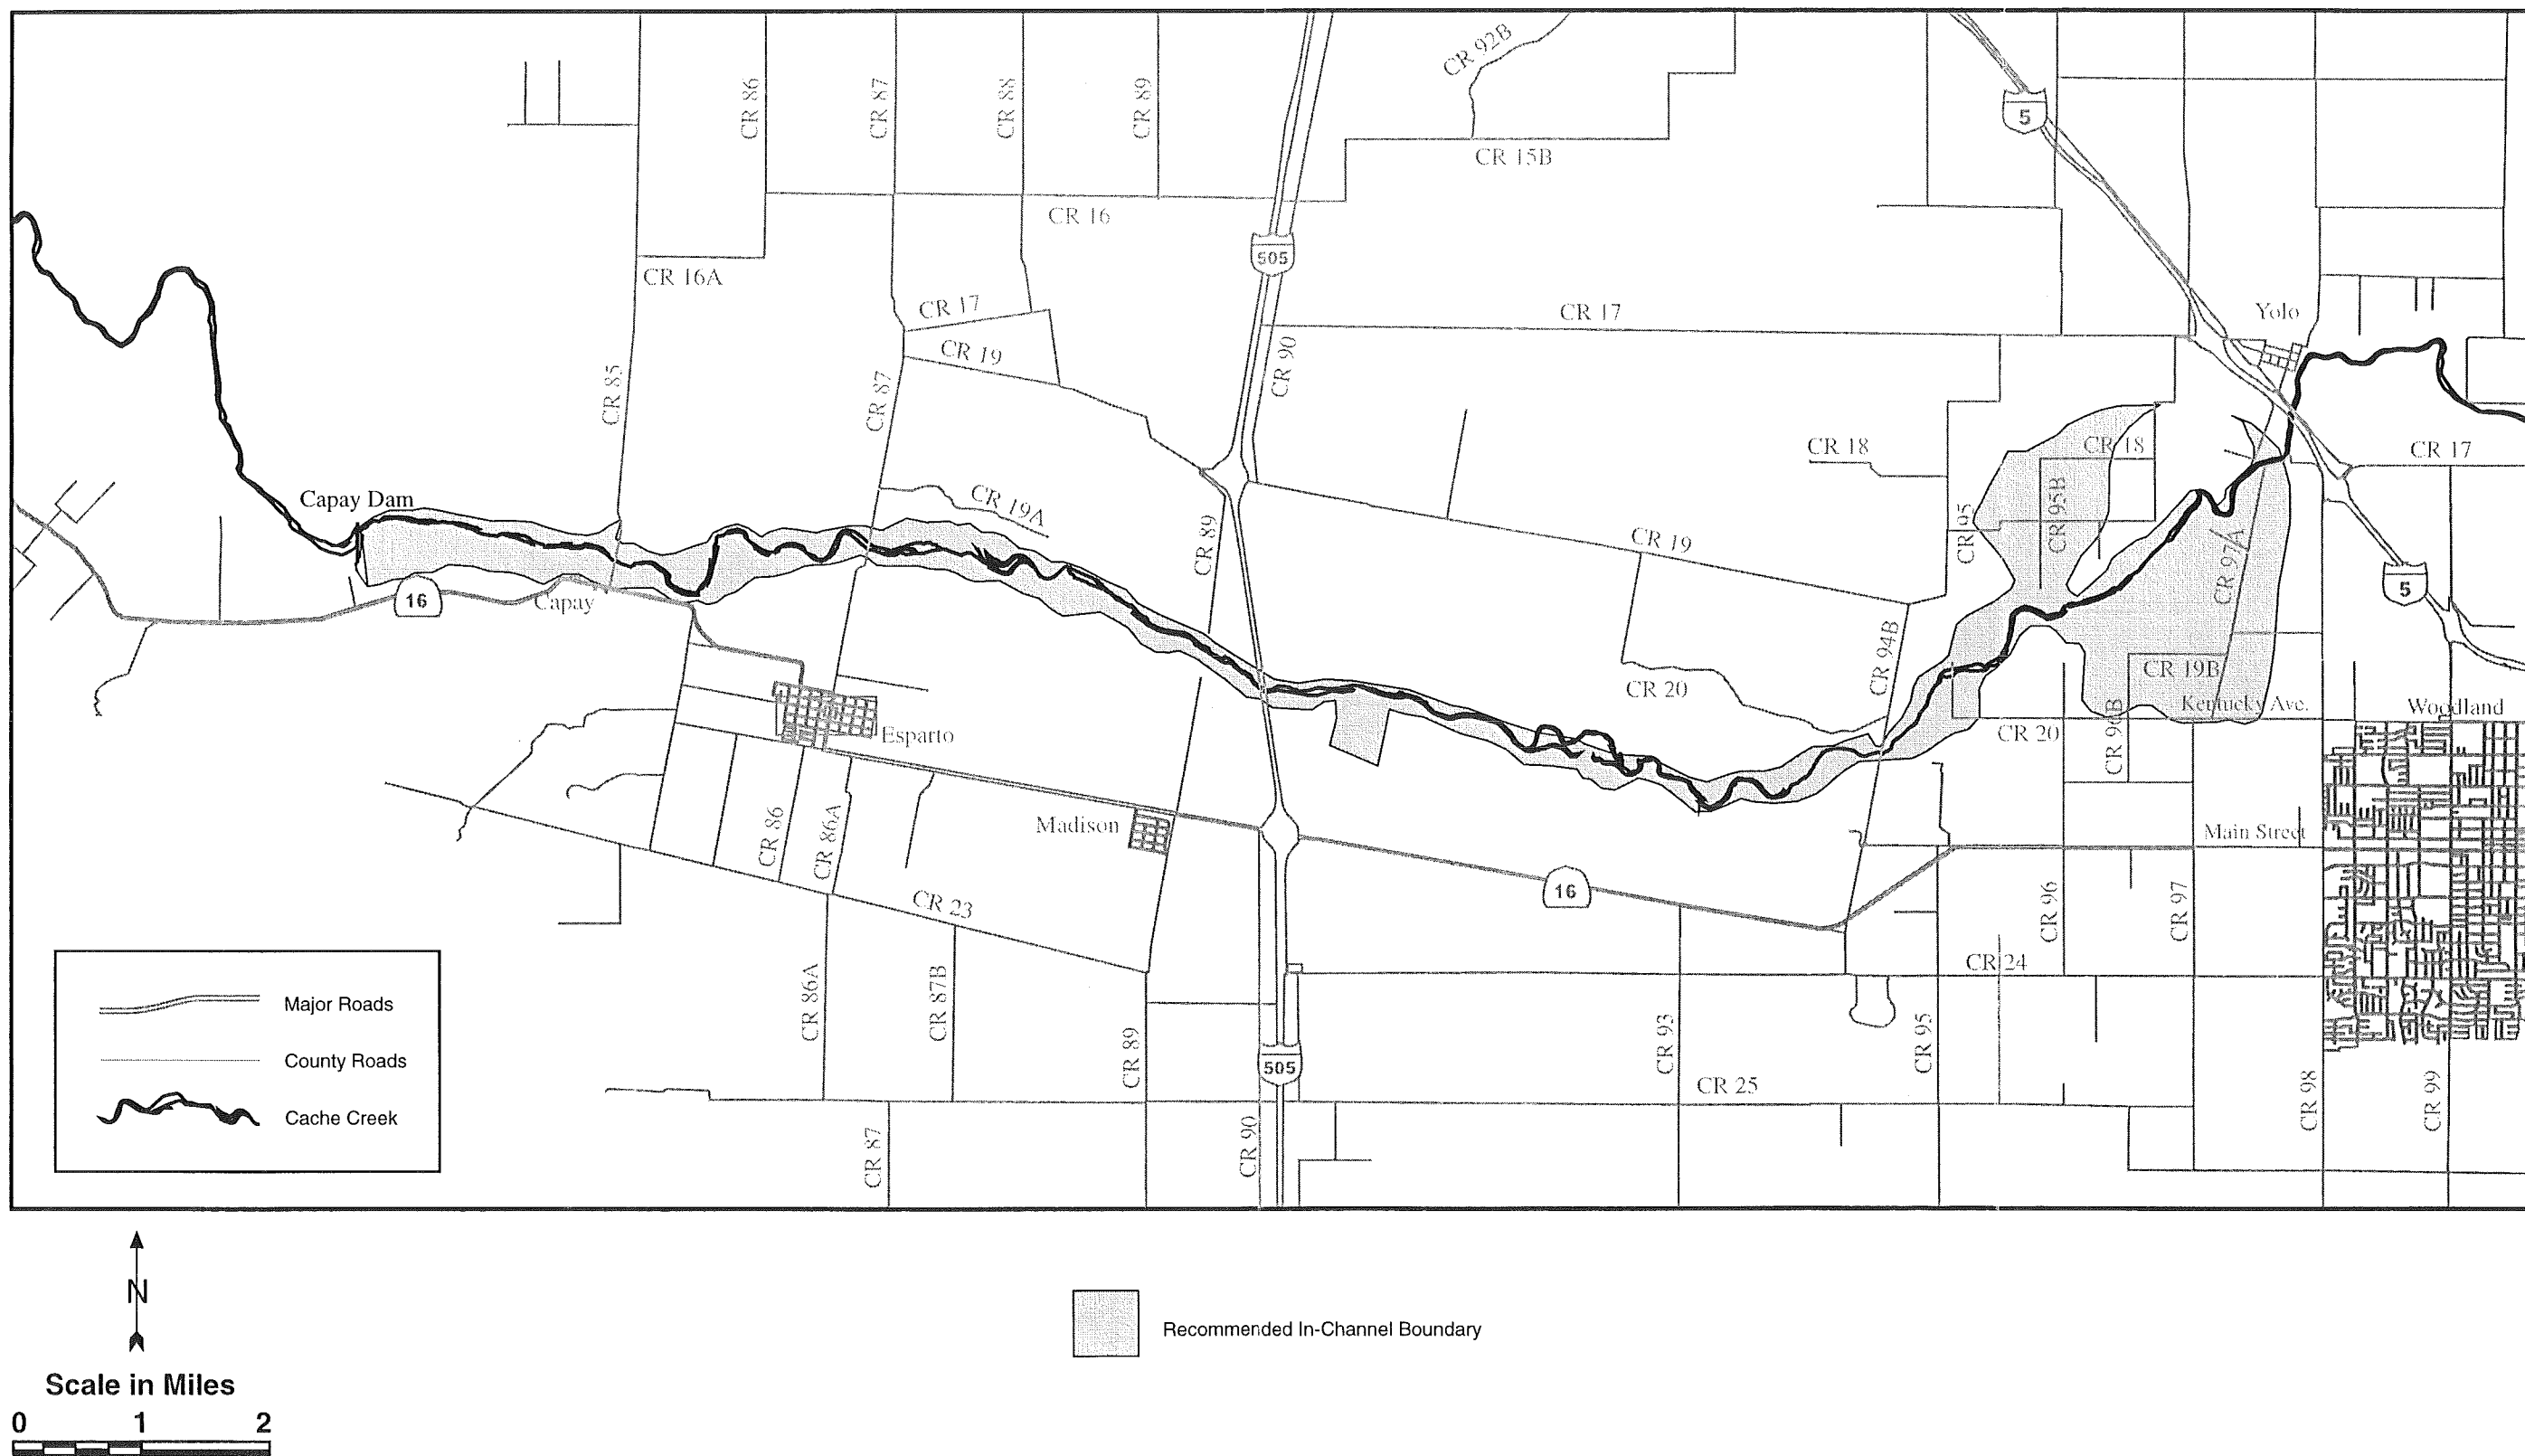 CR 92B
CR 86
CR 87
CR 88
CR 89
5
CR 15B
CR 16
505
CR 16A
CR 17
CR 17
Yolo
CR 19
CR 90
CR 85
CR 87
CR 18
CR 18
CR 17
Capay Dam
CR 19A
CR 95B
CR 95
CR 89
CR 19
CR 97A
5
16
Capay
CR 94B
CR 19B
CR 20
Kentucky Ave.
Woodland
Esparto
CR 20
CR 96B
Madison
Main Street
CR 86
CR 86A
16
CR 23
CR 96
CR 97
CR 24
CR 86A
CR 87B
Major Roads
CR 89
505
CR 93
CR 95
County Roads
CR 25
CR 98
CR 99
Cache Creek
CR 87
CR 90
N
Recommended In-Channel Boundary
Scale in Miles
0 1 2